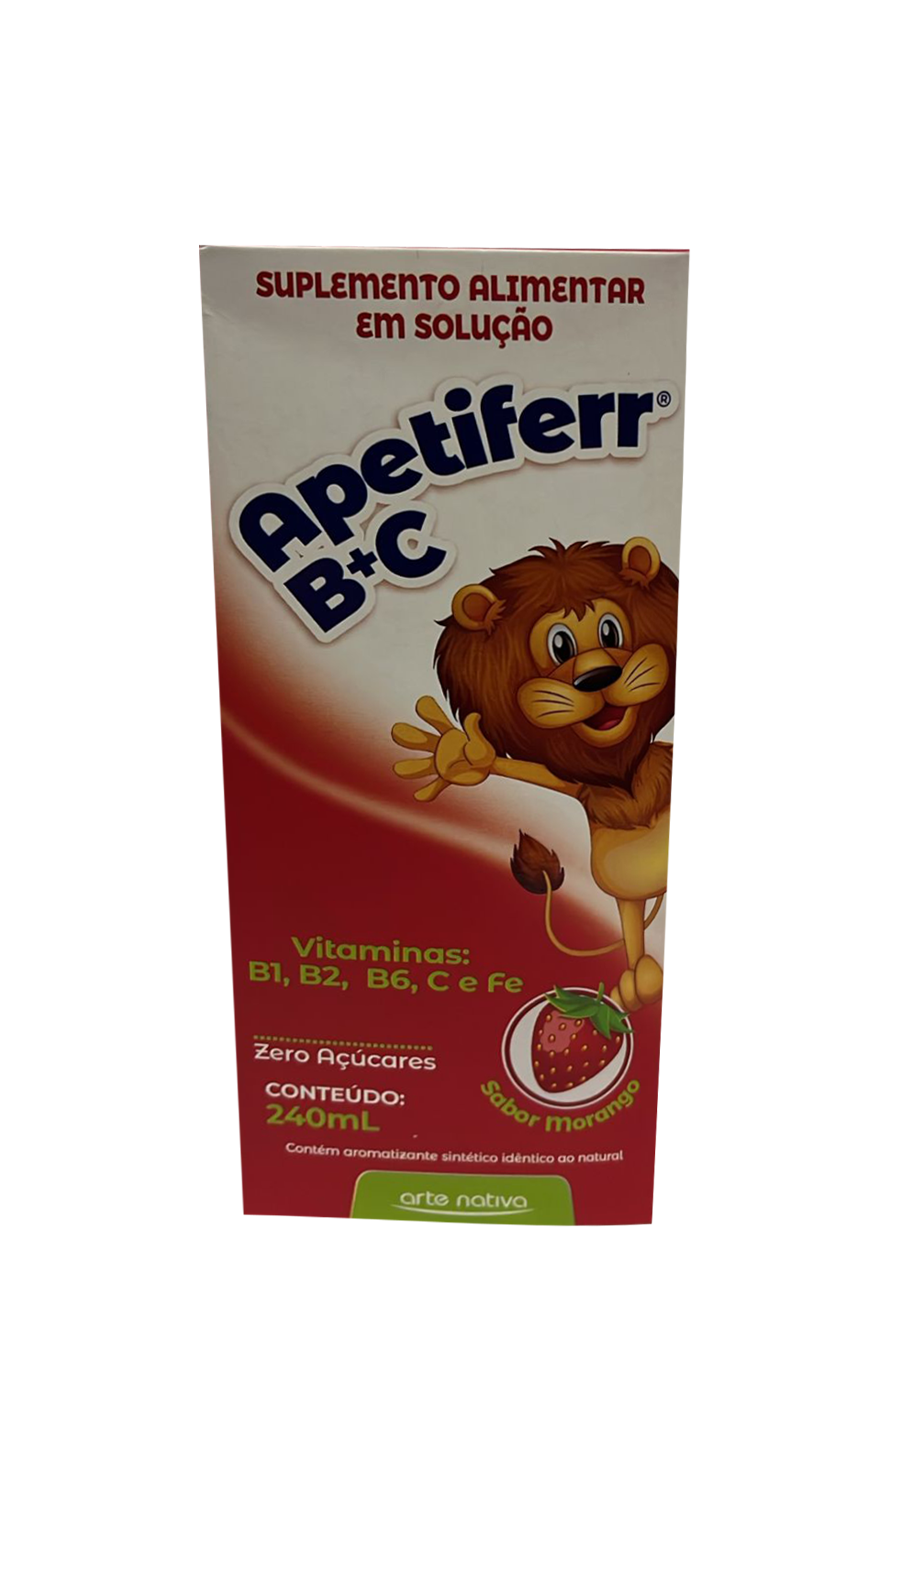 SUPLEMENTO ALIMENTAR
EM SOLUÇÃO
Apetiferr®
B+C
Vitaminas:
B1, B2, B6, C e Fe
Zero Açúcares
CONTEÚDO:
240mL
Sabor Morango
Contém aromatizante sintético idêntico ao natural
arte nativa